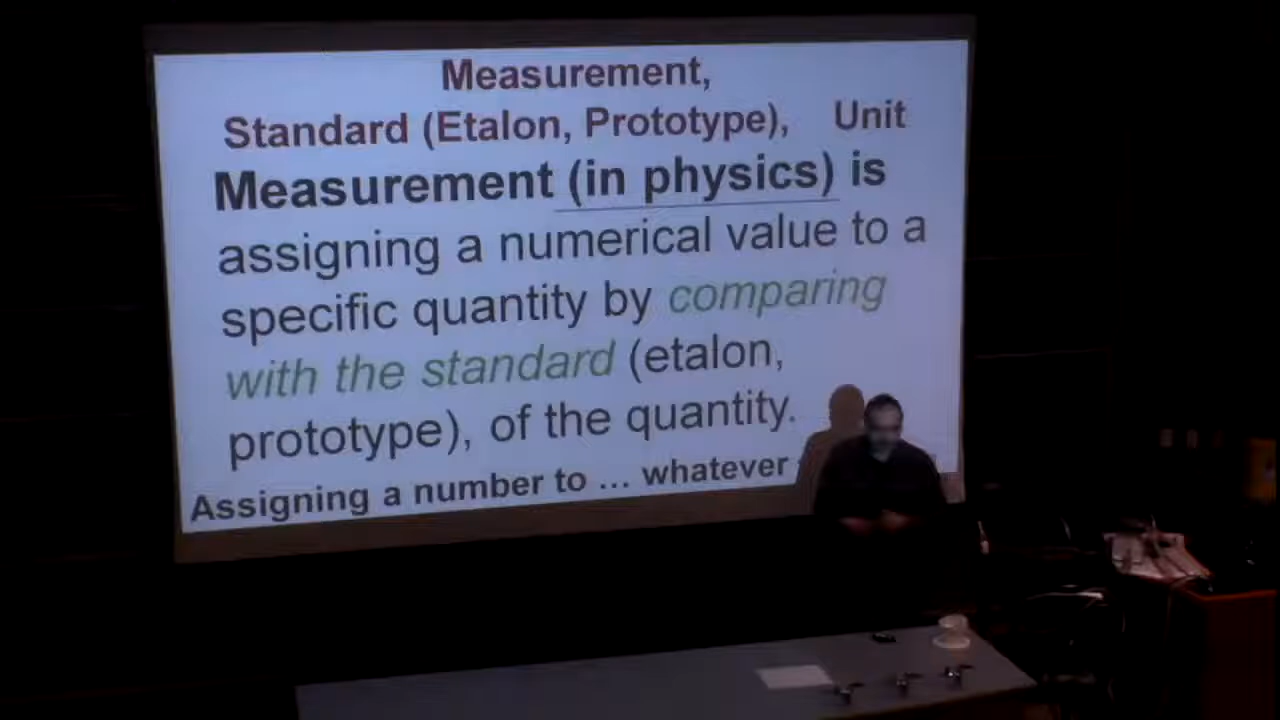 Measurement,
Standard (Etalon, Prototype), Unit
Measurement (in physics) is
assigning a numerical value to a
specific quantity by comparing
with the standard (etalon,
prototype), of the quantity.
Assigning a number to ... whatever